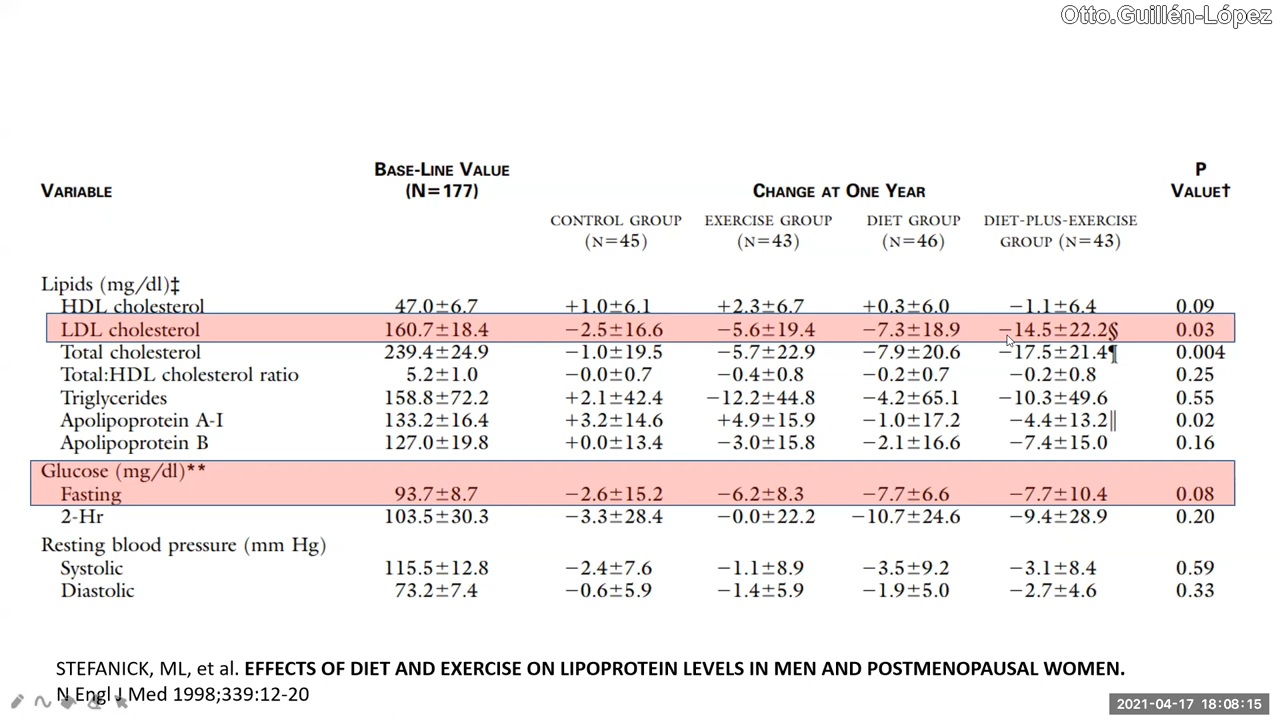 Otto.Guillén-López
BASE-LINE VALUE P
VARIABLE (N=177) CHANGE AT ONE YEAR VALUE†
CONTROL GROUP EXERCISE GROUP DIET GROUP DIET-PLUS-EXERCISE
(N=45) (N=43) (N=46) GROUP (N=43)
Lipids (mg/dl)‡
HDL cholesterol 47.0±6.7 +1.0±6.1 +2.3±6.7 +0.3±6.0 −1.1±6.4 0.09
LDL cholesterol 160.7±18.4 −2.5±16.6 −5.6±19.4 −7.3±18.9 −14.5±22.2§ 0.03
Total cholesterol 239.4±24.9 −1.0±19.5 −5.7±22.9 −7.9±20.6 −17.5±21.4¶ 0.004
Total:HDL cholesterol ratio 5.2±1.0 −0.0±0.7 −0.4±0.8 −0.2±0.7 −0.2±0.8 0.25
Triglycerides 158.8±72.2 +2.1±42.4 −12.2±44.8 −4.2±65.1 −10.3±49.6 0.55
Apolipoprotein A-I 133.2±16.4 +3.2±14.6 +4.9±15.9 −1.0±17.2 −4.4±13.2‖ 0.02
Apolipoprotein B 127.0±19.8 +0.0±13.4 −3.0±15.8 −2.1±16.6 −7.4±15.0 0.16
Glucose (mg/dl)**
Fasting 93.7±8.7 −2.6±15.2 −6.2±8.3 −7.7±6.6 −7.7±10.4 0.08
2-Hr 103.5±30.3 −3.3±28.4 −0.0±22.2 −10.7±24.6 −9.4±28.9 0.20
Resting blood pressure (mm Hg)
Systolic 115.5±12.8 −2.4±7.6 −1.1±8.9 −3.5±9.2 −3.1±8.4 0.59
Diastolic 73.2±7.4 −0.6±5.9 −1.4±5.9 −1.9±5.0 −2.7±4.6 0.33
STEFANICK, ML, et al. EFFECTS OF DIET AND EXERCISE ON LIPOPROTEIN LEVELS IN MEN AND POSTMENOPAUSAL WOMEN.
N Engl J Med 1998;339:12-20
2021-04-17 18:08:15